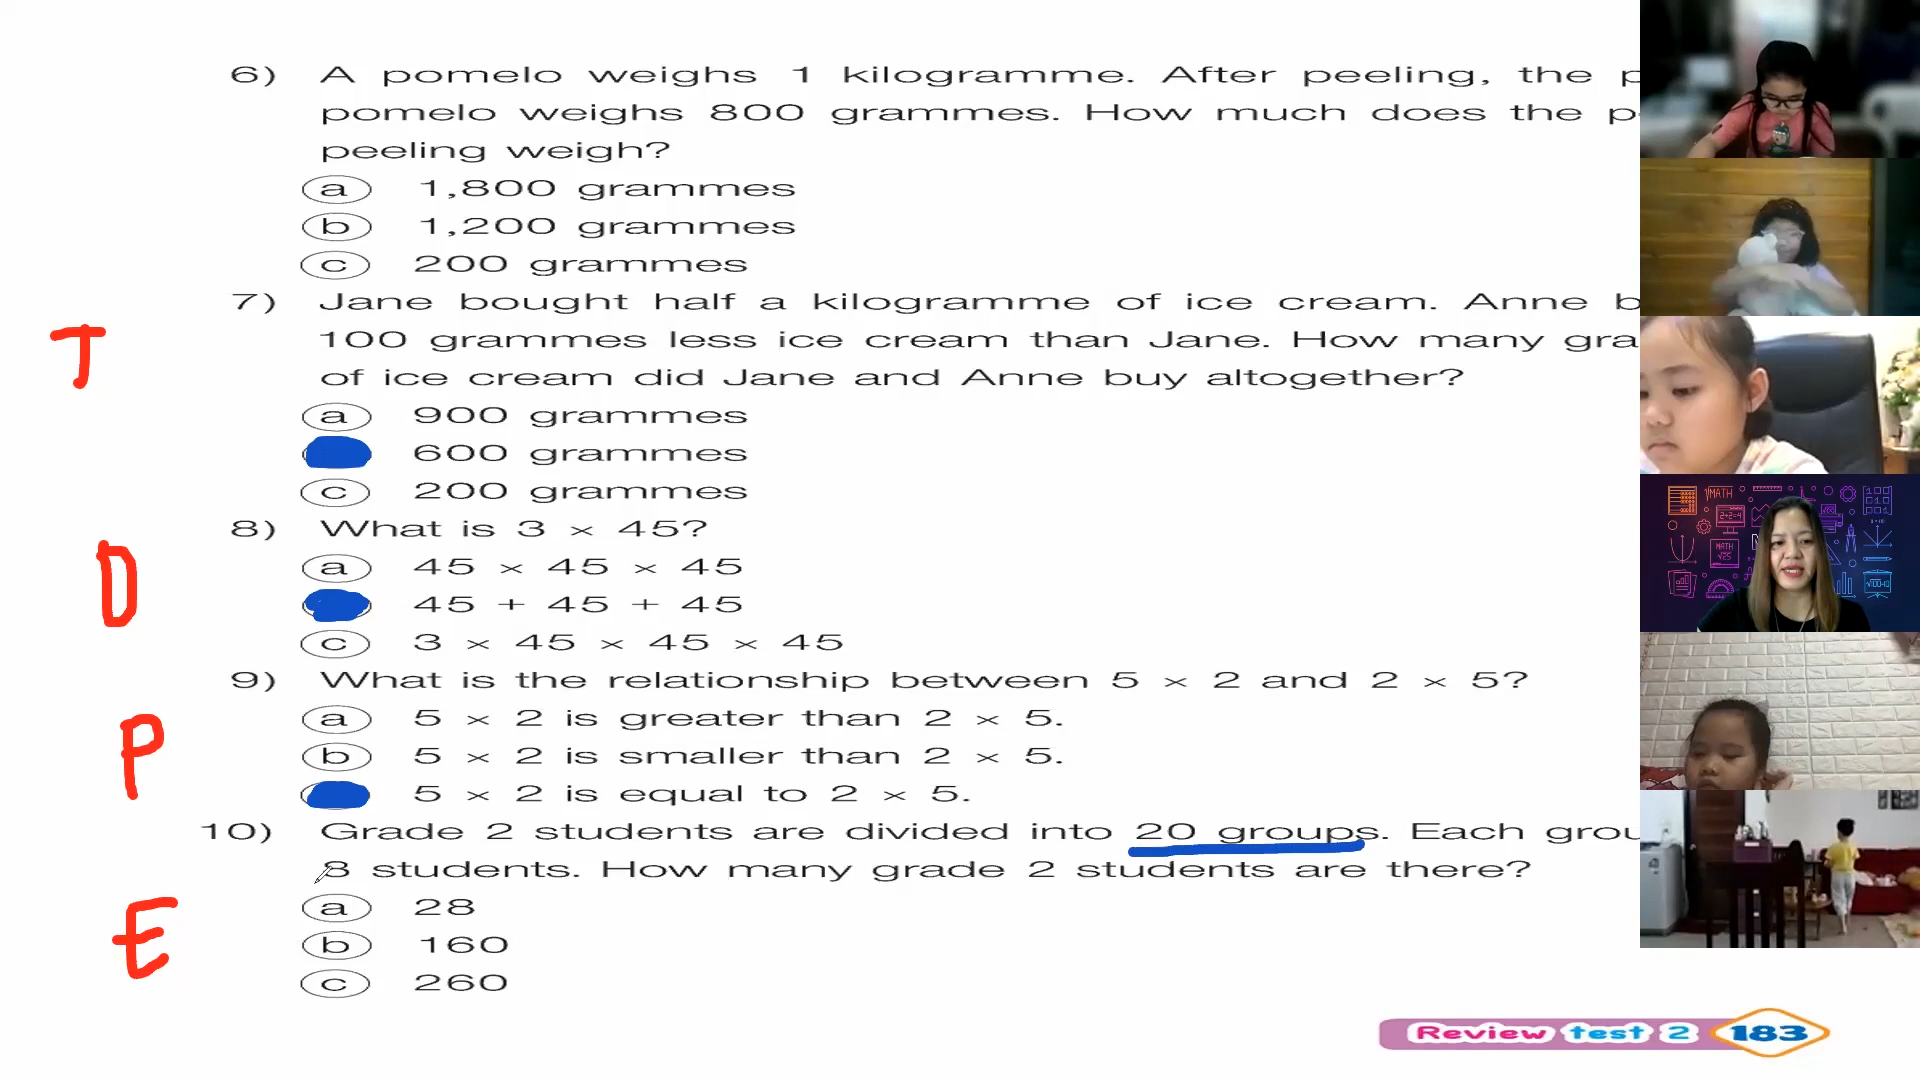 6) A pomelo weighs 1 kilogramme. After peeling, the p
pomelo weighs 800 grammes. How much does the p
peeling weigh?
a 1,800 grammes
b 1,200 grammes
c 200 grammes
7) Jane bought half a kilogramme of ice cream. Anne b
100 grammes less ice cream than Jane. How many gra
of ice cream did Jane and Anne buy altogether?
a 900 grammes
600 grammes
c 200 grammes
8) What is 3 × 45?
a 45 × 45 × 45
45 + 45 + 45
c 3 × 45 × 45 × 45
9) What is the relationship between 5 × 2 and 2 × 5?
a 5 × 2 is greater than 2 × 5.
b 5 × 2 is smaller than 2 × 5.
5 × 2 is equal to 2 × 5.
10) Grade 2 students are divided into 20 groups. Each grou
8 students. How many grade 2 students are there?
a 28
b 160
c 260
T
D
P
E
Review test 2 183
√MATH
2+2=4
MATH